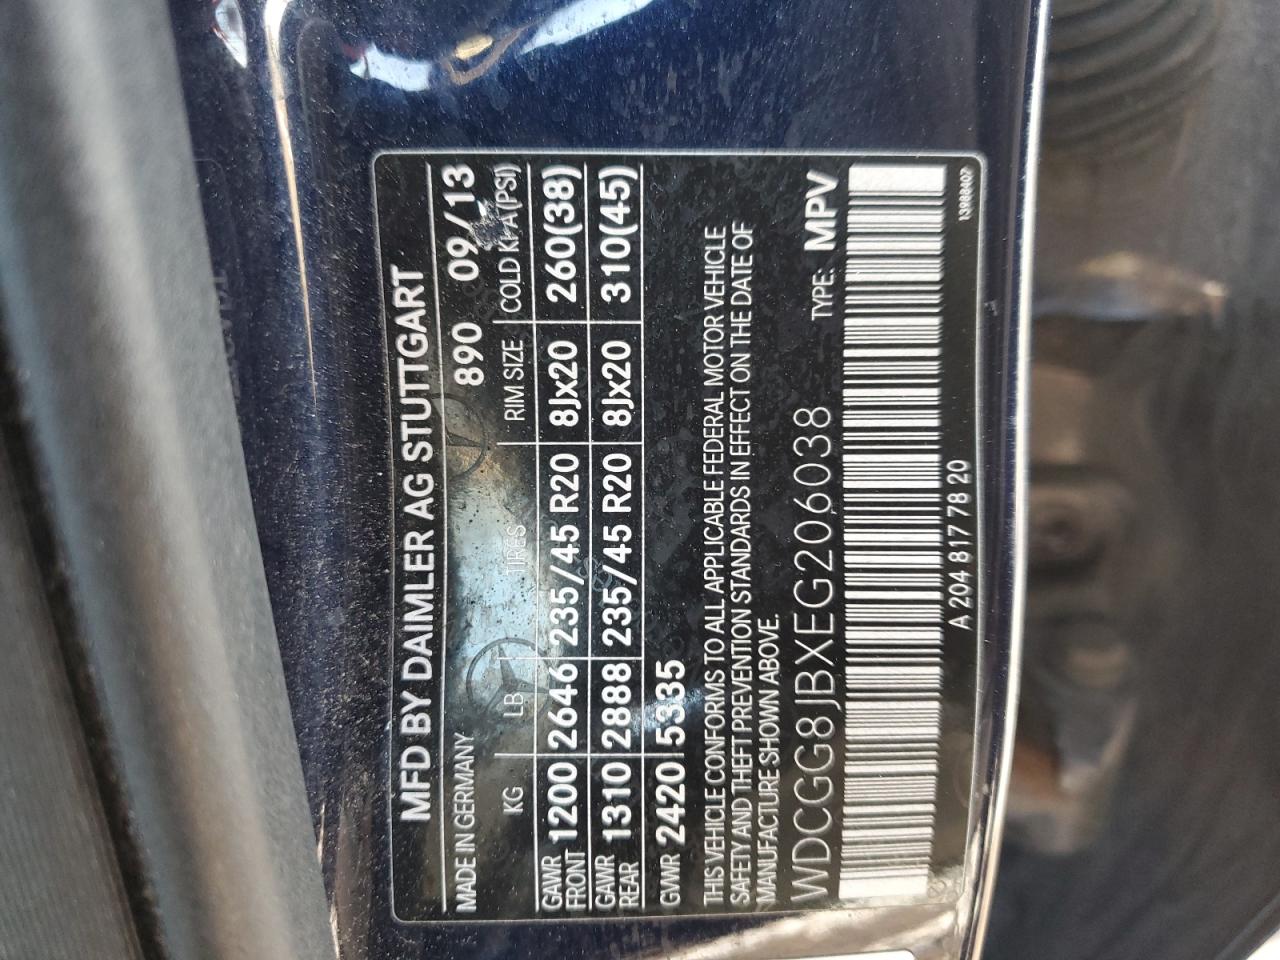 MFD BY DAIMLER AG STUTTGART
MADE IN GERMANY 890 09/13
KG LB TIRES RIM SIZE COLD KPA(PSI)
GAWR FRONT 1200 2646 235/45 R20 8Jx20 260(38)
GAWR REAR 1310 2888 235/45 R20 8Jx20 310(45)
GVWR 2420 5335
THIS VEHICLE CONFORMS TO ALL APPLICABLE FEDERAL MOTOR VEHICLE
SAFETY AND THEFT PREVENTION STANDARDS IN EFFECT ON THE DATE OF
MANUFACTURE SHOWN ABOVE.
WDCGG8JBXEG206038 TYPE: MPV
A 204 817 78 20
13988402